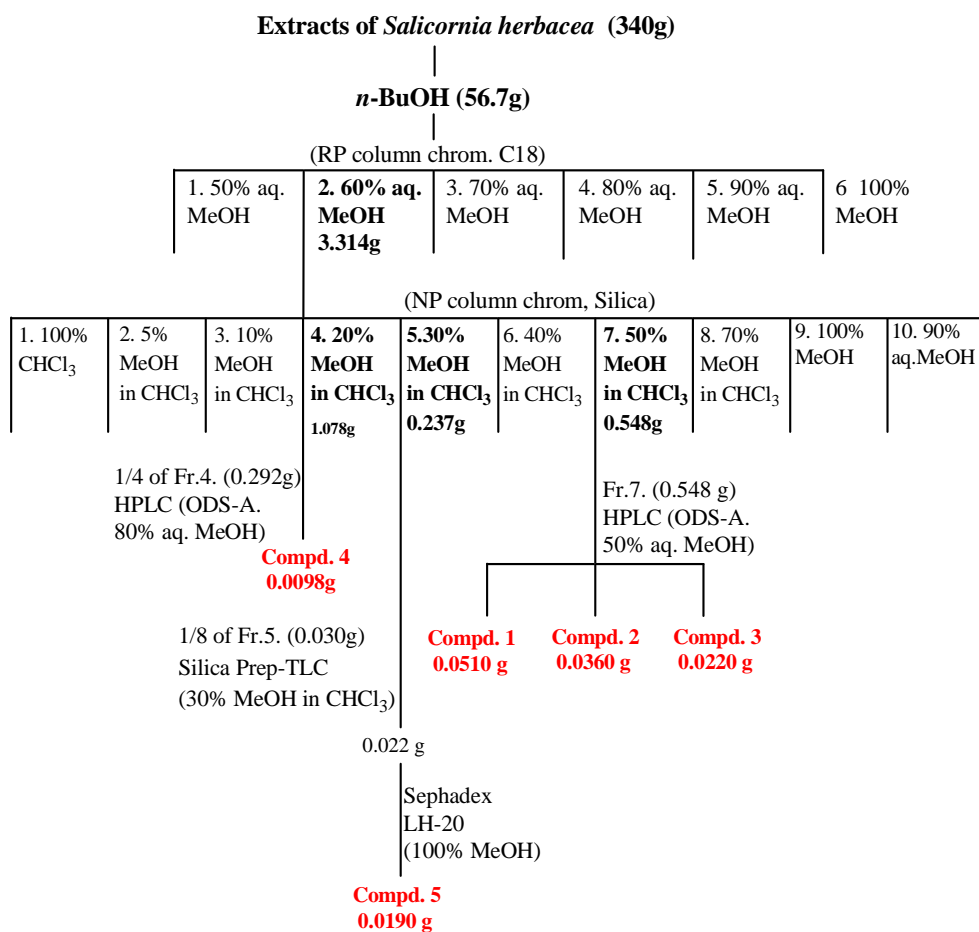 Extracts of Salicornia herbacea (340g)
n-BuOH (56.7g)
(RP column chrom. C18)
1. 50% aq.
MeOH
2. 60% aq.
MeOH
3.314g
3. 70% aq.
MeOH
4. 80% aq.
MeOH
5. 90% aq.
MeOH
6 100%
MeOH
(NP column chrom, Silica)
1. 100%
CHCl₃
2. 5%
MeOH
in CHCl₃
3. 10%
MeOH
in CHCl₃
4. 20%
MeOH
in CHCl₃
1.078g
5.30%
MeOH
in CHCl₃
0.237g
6. 40%
MeOH
in CHCl₃
7. 50%
MeOH
in CHCl₃
0.548g
8. 70%
MeOH
in CHCl₃
9. 100%
MeOH
10. 90%
aq.MeOH
1/4 of Fr.4. (0.292g)
HPLC (ODS-A.
80% aq. MeOH)
Compd. 4
0.0098g
Fr.7. (0.548 g)
HPLC (ODS-A.
50% aq. MeOH)
Compd. 1
0.0510 g
Compd. 2
0.0360 g
Compd. 3
0.0220 g
1/8 of Fr.5. (0.030g)
Silica Prep-TLC
(30% MeOH in CHCl₃)
0.022 g
Sephadex
LH-20
(100% MeOH)
Compd. 5
0.0190 g